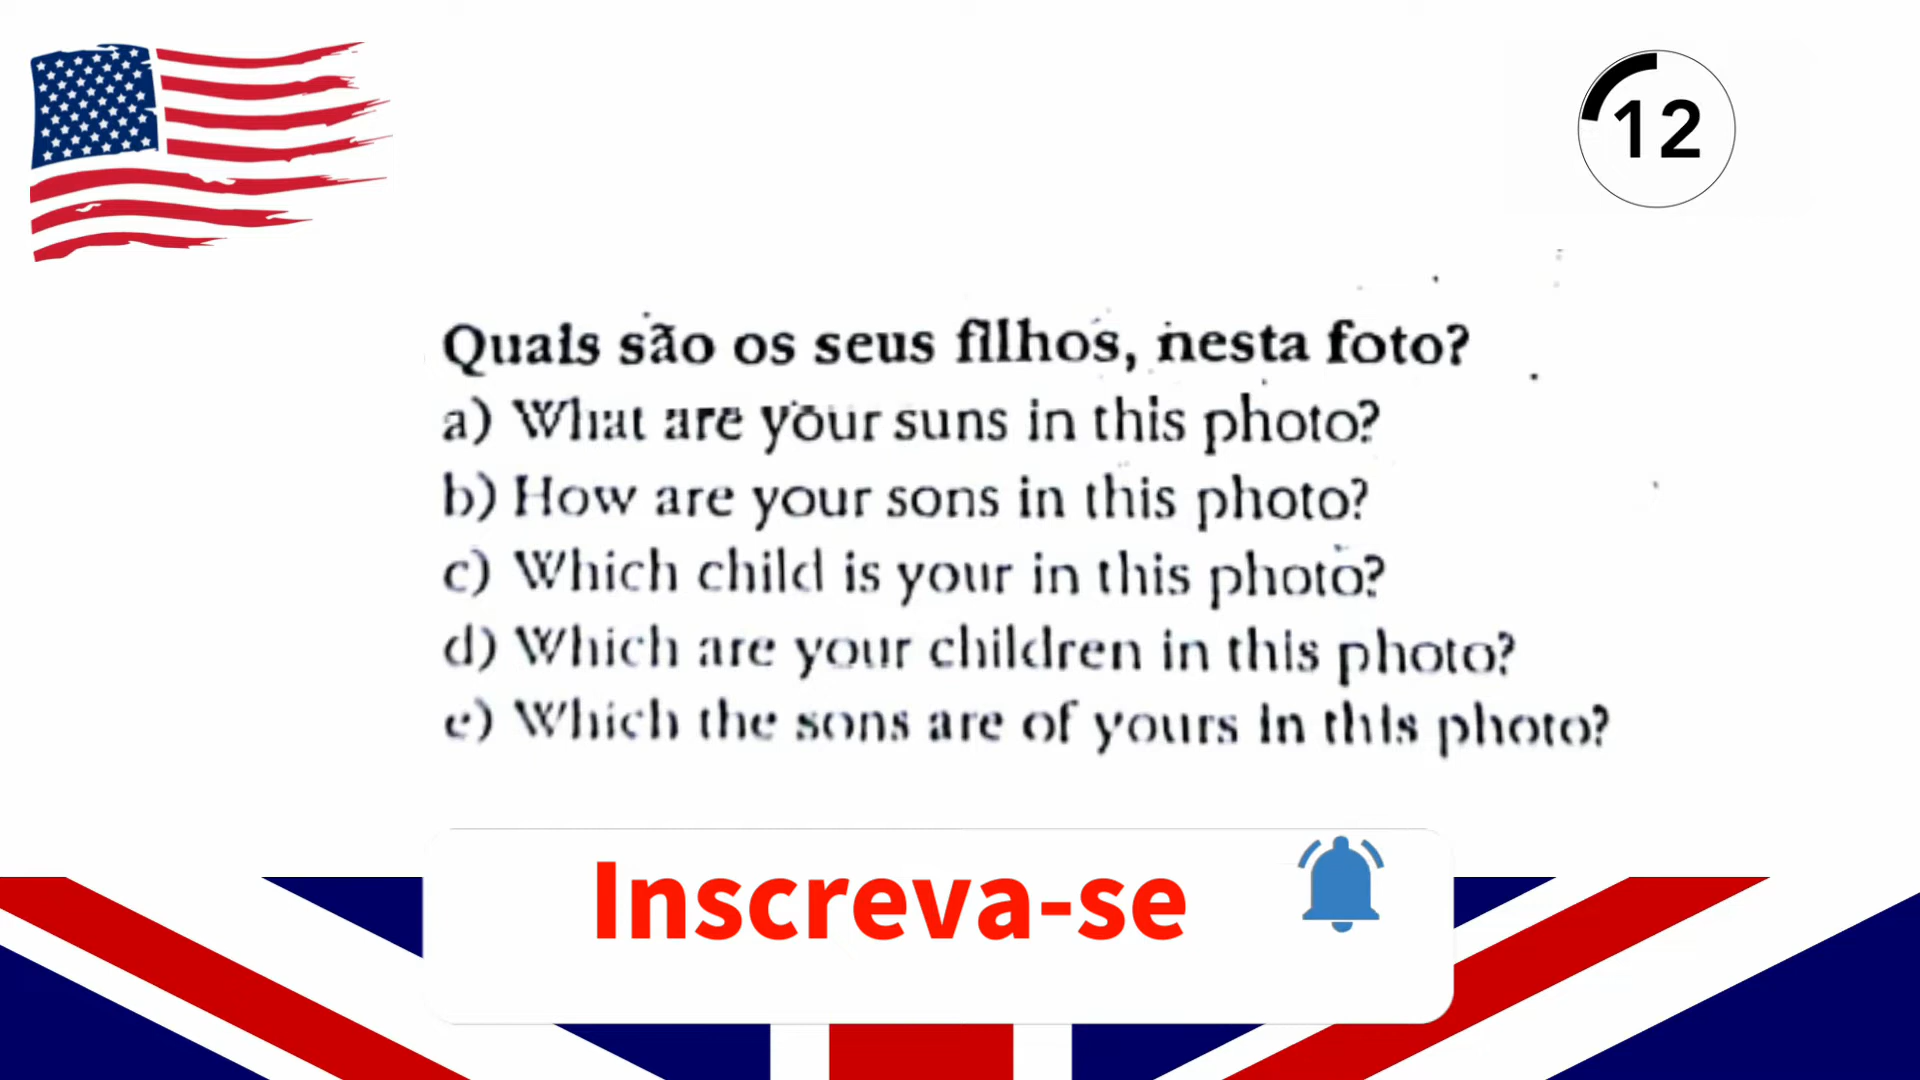 12
Quais são os seus filhos, nesta foto?
a) What are your suns in this photo?
b) How are your sons in this photo?
c) Which child is your in this photo?
d) Which are your children in this photo?
e) Which the sons are of yours in this photo?
Inscreva-se